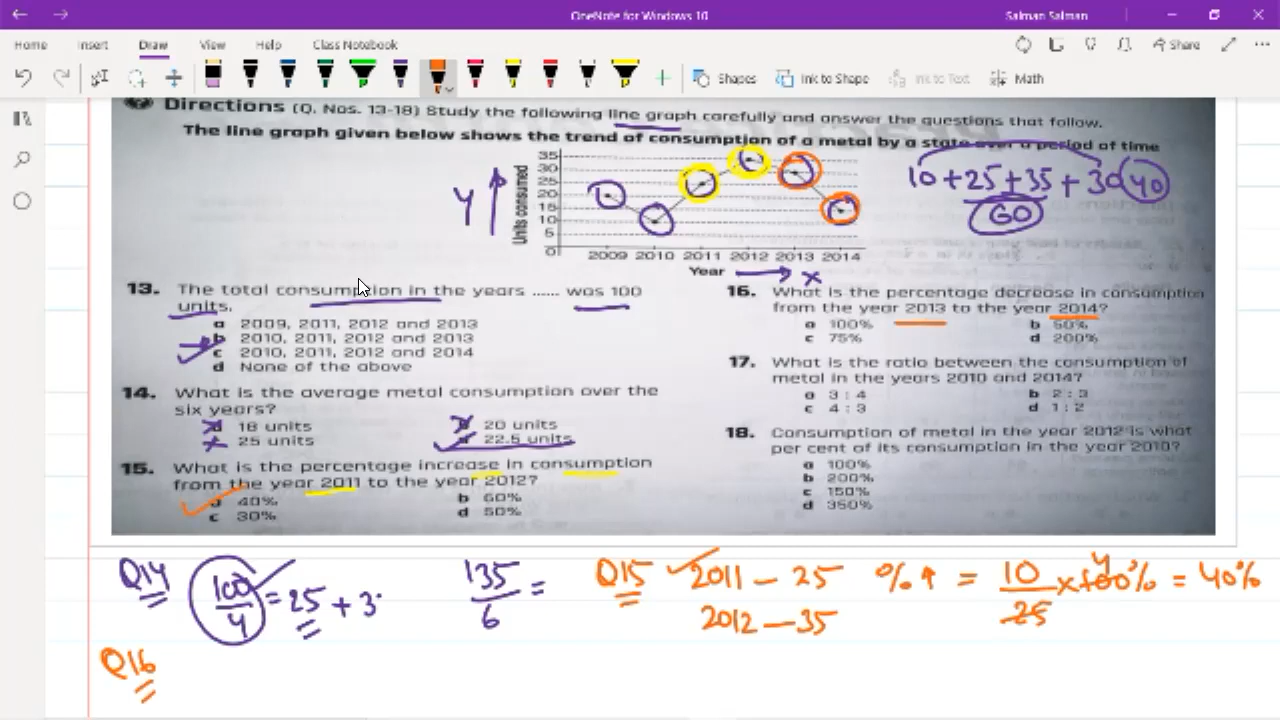 OneNote for Windows 10
Salman Salman
Home Insert Draw View Help Class Notebook
Share
Shapes Ink to Shape Ink to Text Math
Directions (Q. Nos. 13-18) Study the following line graph carefully and answer the questions that follow.
The line graph given below shows the trend of consumption of a metal by a state over a period of time
35
30
25
20
15
10
5
0
Units consumed
2009 2010 2011 2012 2013 2014
Year
x
Y
10+25+35+30
40
60
13. The total consumption in the years ...... was 100
units.
a 2009, 2011, 2012 and 2013
b 2010, 2011, 2012 and 2013
c 2010, 2011, 2012 and 2014
d None of the above
14. What is the average metal consumption over the
six years?
18 units
20 units
25 units
22.5 units
15. What is the percentage increase in consumption
from the year 2011 to the year 2012?
40%
b 60%
c 30%
d 50%
16. What is the percentage decrease in consumption
from the year 2013 to the year 2014?
a 100%
b 50%
c 75%
d 200%
17. What is the ratio between the consumption of
metal in the years 2010 and 2014?
a 3 : 4
b 2 : 3
c 4 : 3
d 1 : 2
18. Consumption of metal in the year 2012 is what
per cent of its consumption in the year 2010?
a 100%
b 200%
c 150%
d 350%
Q14
100/4 = 25 + 3
135/6 =
Q15
2011 - 25
2012 - 35
%↑ = 10/25 x 100% = 40%
4
Q16